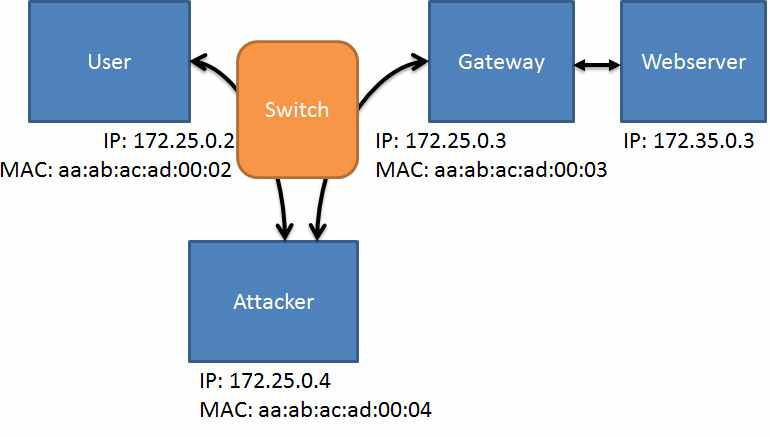 User
Switch
Gateway
Webserver
IP: 172.25.0.2
MAC: aa:ab:ac:ad:00:02
IP: 172.25.0.3
MAC: aa:ab:ac:ad:00:03
IP: 172.35.0.3
Attacker
IP: 172.25.0.4
MAC: aa:ab:ac:ad:00:04